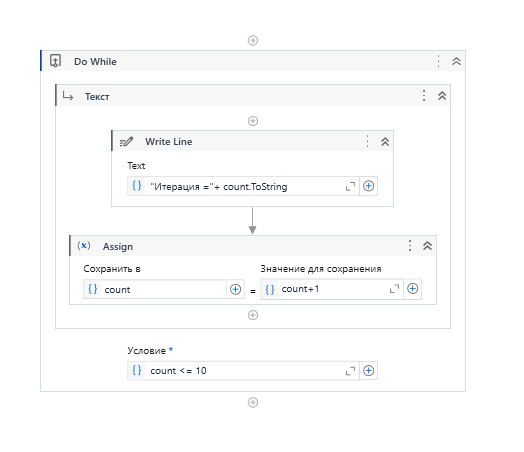 Do While
Текст
Write Line
Text
"Итерация ="+ count.ToString
Assign
Сохранить в
Значение для сохранения
count = count+1
Условие *
count <= 10